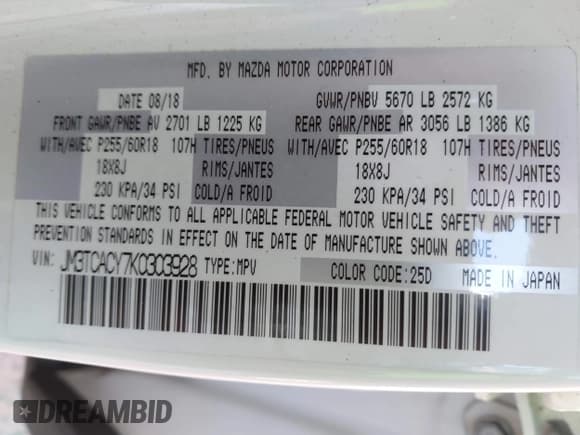 MFD. BY MAZDA MOTOR CORPORATION
DATE 08/18 GVWR/PNBV 5670 LB 2572 KG
FRONT GAWR/PNBE AV 2701 LB 1225 KG REAR GAWR/PNBE AR 3056 LB 1386 KG
WITH/AVEC P255/60R18 107H TIRES/PNEUS WITH/AVEC P255/60R18 107H TIRES/PNEUS
18X8J RIMS/JANTES 18X8J RIMS/JANTES
230 KPA/34 PSI COLD/A FROID 230 KPA/34 PSI COLD/A FROID
THIS VEHICLE CONFORMS TO ALL APPLICABLE FEDERAL MOTOR VEHICLE SAFETY AND THEFT
PREVENTION STANDARDS IN EFFECT ON THE DATE OF MANUFACTURE SHOWN ABOVE.
VIN: JM3TCACY7K0303928 TYPE:MPV COLOR CODE:25D MADE IN JAPAN
DREAMBID